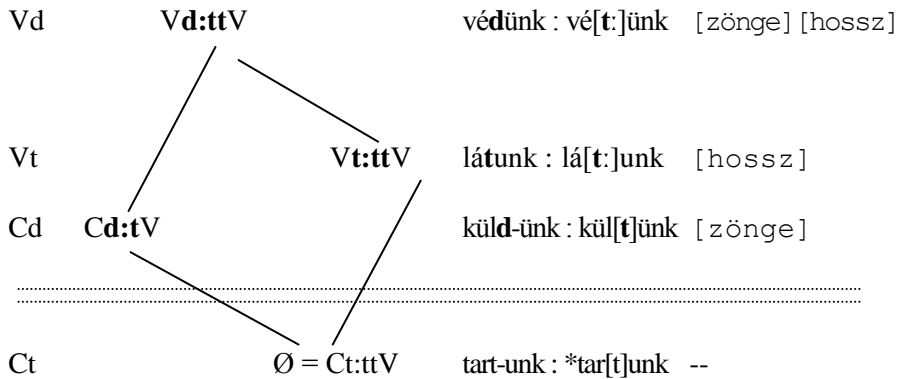 Vd Vd:ttV védünk : vé[t:]ünk [zönge][hossz]
Vt Vt:ttV látunk : lá[t:]unk [hossz]
Cd Cd:tV küld-ünk : kül[t]ünk [zönge]
Ct Ø = Ct:ttV tart-unk : *tar[t]unk --